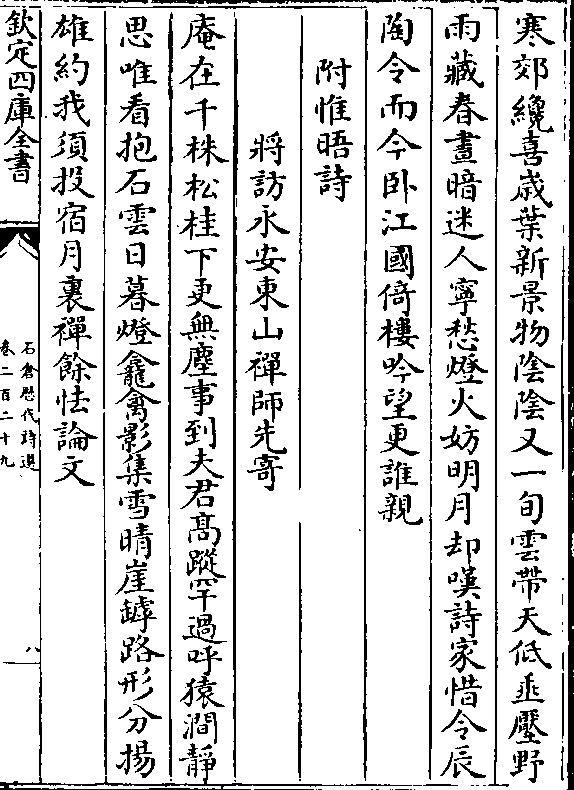 寒郊纔喜歲葉新景物陰陰又一旬雲帶天低垂壓野
雨藏春晝暗迷人寧愁燈火妨明月却嘆詩家惜令辰
陶令而今卧江國倚樓吟望更誰親
附惟晤詩
將訪永安東山禪師先寄
庵在千株松桂下更無塵事到夫君髙蹤罕過呼猿澗靜
思唯看抱石雲日暮燈龕禽影集雪晴崖罅路形分揚
雄約我須投宿月裏禪餘怯論文
欽定四庫全書
石倉歴代詩選
卷二百二十九
八